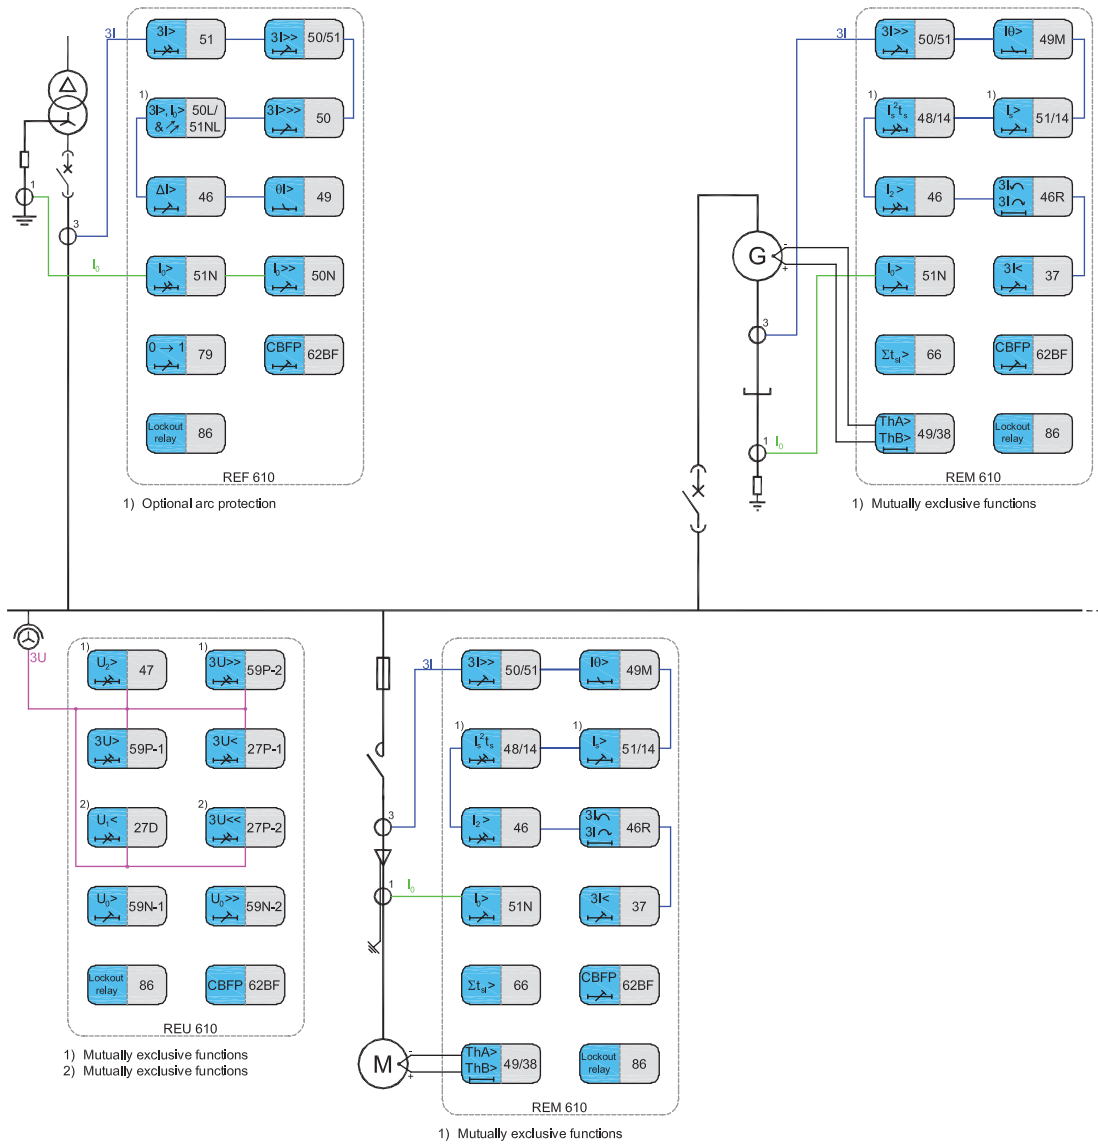 3I
3I> 51
3I>> 50/51
1)
3I>, I₀> & 50L/
51NL
3I>>> 50
ΔI> 46
θI> 49
1
3
I₀
I₀> 51N
I₀>> 50N
0 → 1 79
CBFP 62BF
Lockout
relay 86
REF 610
1) Optional arc protection
3I
3I>> 50/51
Iθ> 49M
1)
Iₛ²tₛ 48/14
1)
Iₛ> 51/14
I₂> 46
3I
3I 46R
G
-
+
I₀> 51N
3I< 37
3
Σtₛᵢ> 66
CBFP 62BF
1 I₀
ThA>
ThB> 49/38
Lockout
relay 86
REM 610
1) Mutually exclusive functions
3U
1)
U₂> 47
1)
3U>> 59P-2
3U> 59P-1
3U< 27P-1
2)
U₁< 27D
2)
3U<< 27P-2
U₀> 59N-1
U₀>> 59N-2
Lockout
relay 86
CBFP 62BF
REU 610
1) Mutually exclusive functions
2) Mutually exclusive functions
3I
3I>> 50/51
Iθ> 49M
1)
Iₛ²tₛ 48/14
1)
Iₛ> 51/14
3
I₂> 46
3I
3I 46R
1 I₀
I₀> 51N
3I< 37
Σtₛᵢ> 66
CBFP 62BF
M
-
+
ThA>
ThB> 49/38
Lockout
relay 86
REM 610
1) Mutually exclusive functions